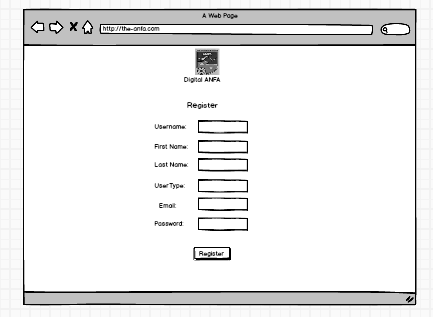 A Web Page
http://the-anfa.com
Digital ANFA
Register
Username:
First Name:
Last Name:
UserType:
Email:
Password:
Register